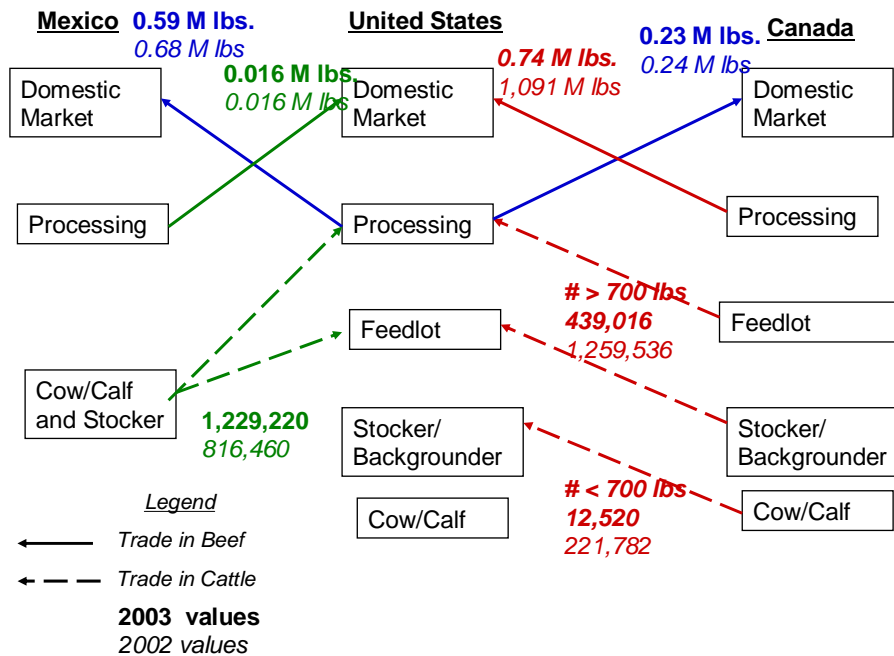 Mexico
0.59 M lbs.
0.68 M lbs
United States
0.23 M lbs.
0.24 M lbs
Canada
0.016 M Lbs.
0.016 M lbs
0.74 M Lbs.
1,091 M lbs
Domestic
Market
Domestic
Market
Domestic
Market
Processing
Processing
Processing
# > 700 lbs
439,016
1,259,536
Feedlot
Feedlot
Cow/Calf
and Stocker
1,229,220
816,460
Stocker/
Backgrounder
Stocker/
Backgrounder
# < 700 lbs
12,520
221,782
Cow/Calf
Cow/Calf
Legend
Trade in Beef
Trade in Cattle
2003 values
2002 values